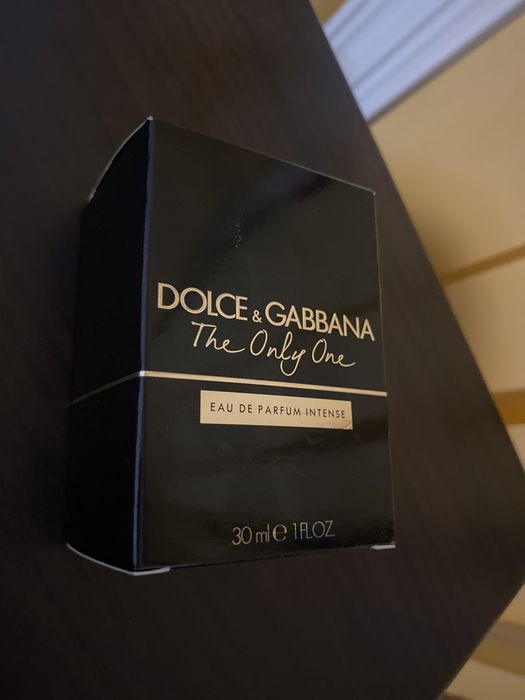 DOLCE & GABBANA
The Only One
EAU DE PARFUM INTENSE
30 ml ℮ 1 FL.OZ.